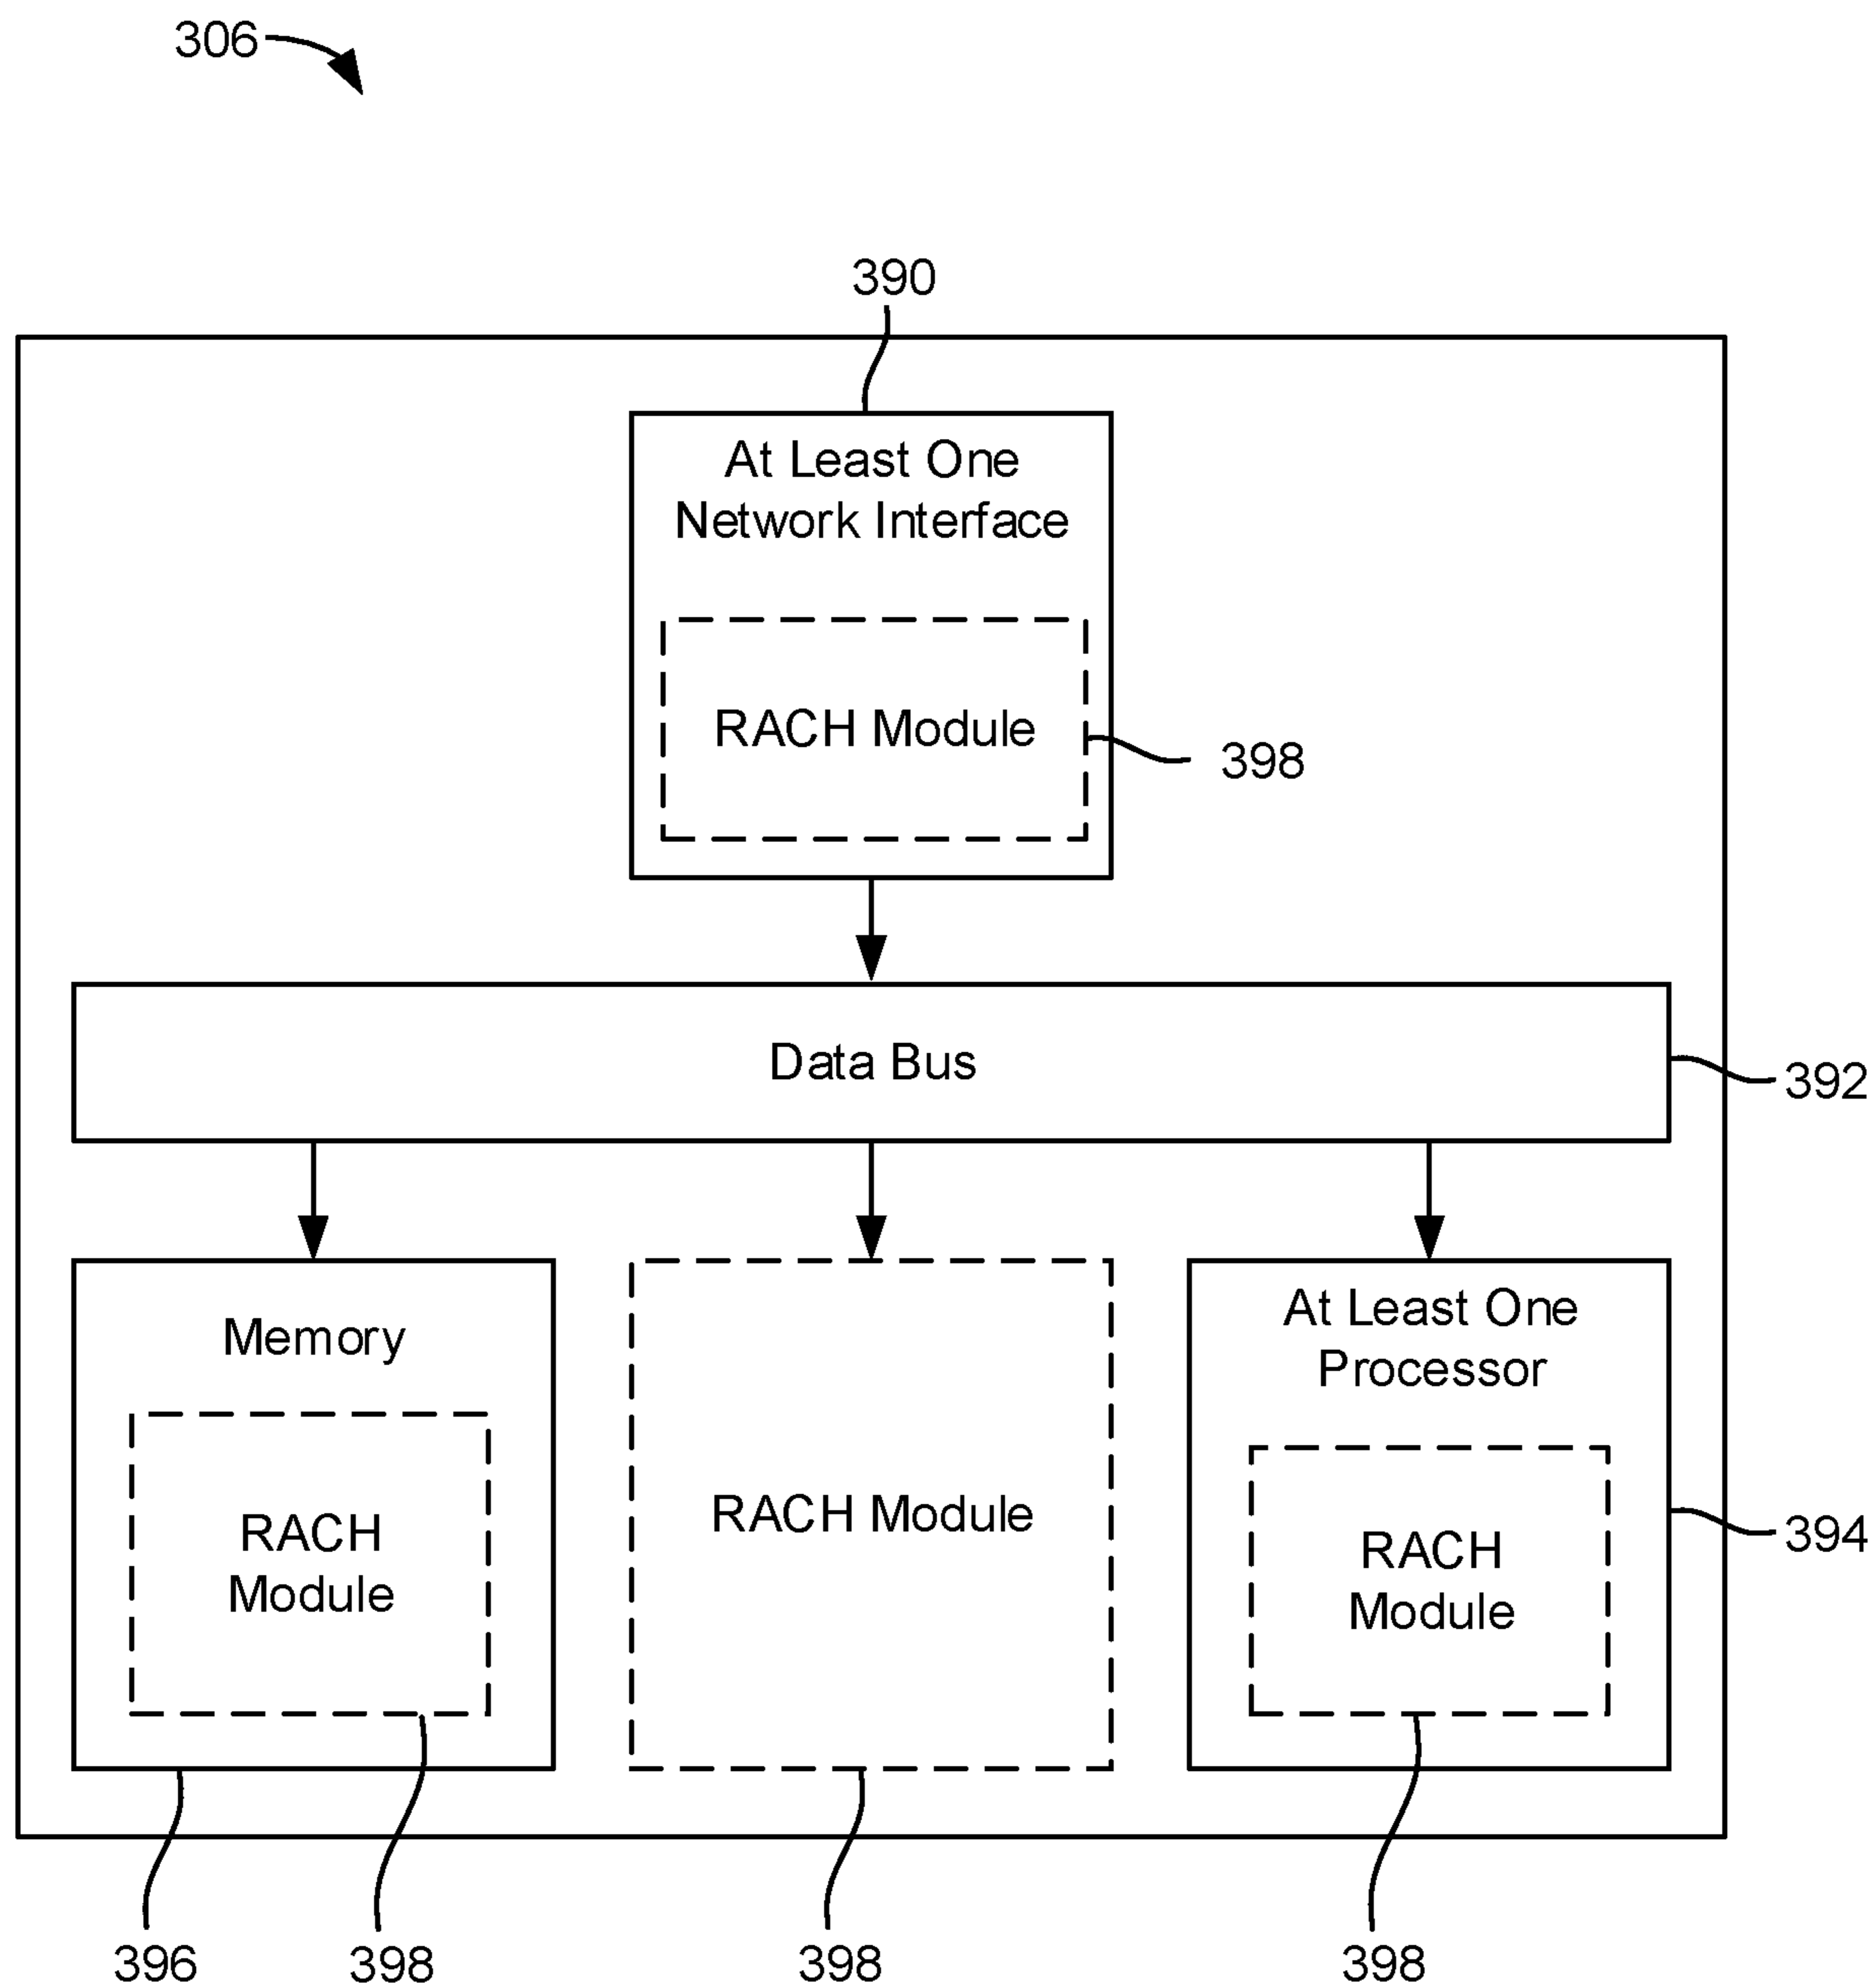 306
390
At Least One
Network Interface
RACH Module
398
Data Bus
392
Memory
RACH
Module
RACH Module
At Least One
Processor
RACH
Module
394
396
398
398
398